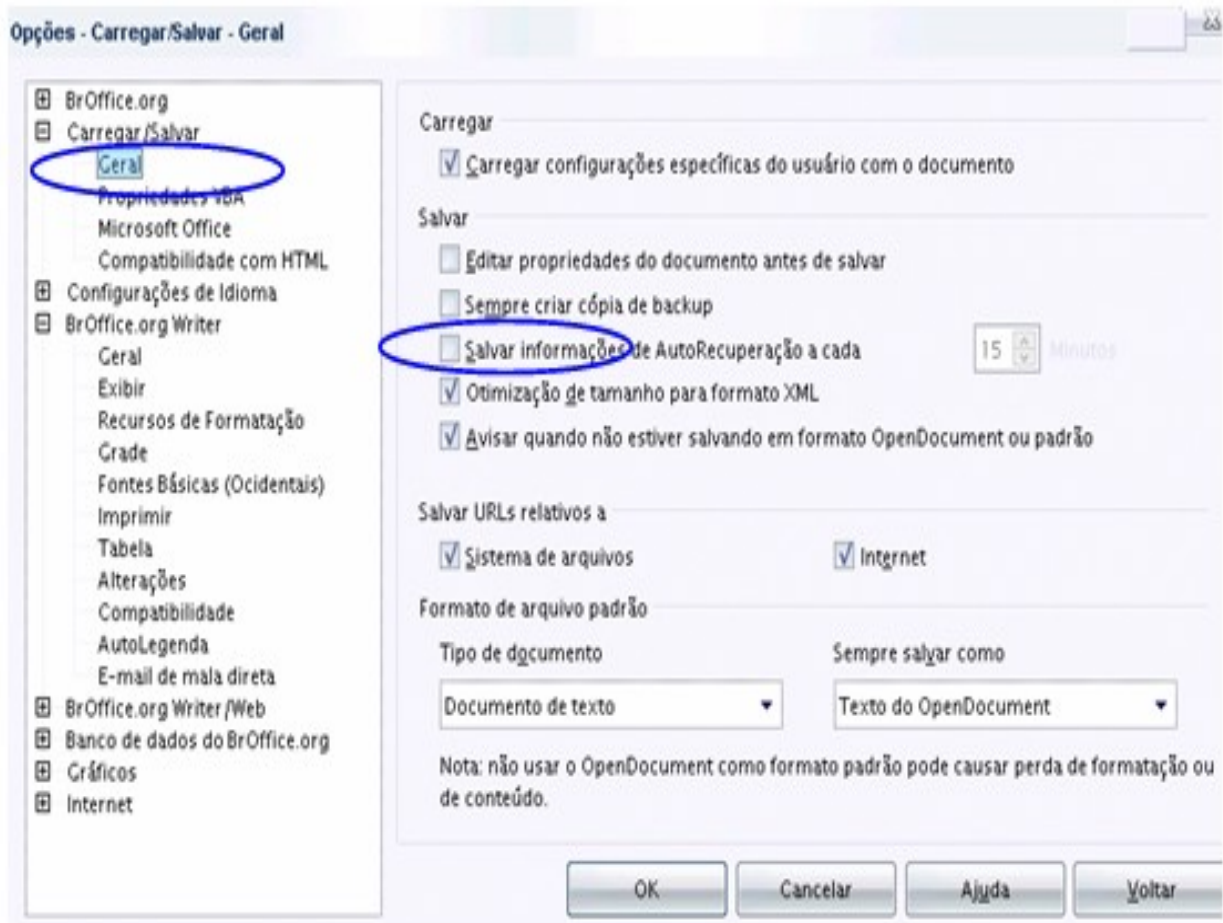 Opções - Carregar/Salvar - Geral
BrOffice.org
Carregar/Salvar
Geral
Propriedades VBA
Microsoft Office
Compatibilidade com HTML
Configurações de Idioma
BrOffice.org Writer
Geral
Exibir
Recursos de Formatação
Grade
Fontes Básicas (Ocidentais)
Imprimir
Tabela
Alterações
Compatibilidade
AutoLegenda
E-mail de mala direta
BrOffice.org Writer/Web
Banco de dados do BrOffice.org
Gráficos
Internet
Carregar
Carregar configurações específicas do usuário com o documento
Salvar
Editar propriedades do documento antes de salvar
Sempre criar cópia de backup
Salvar informações de AutoRecuperação a cada 15 Minutos
Otimização de tamanho para formato XML
Avisar quando não estiver salvando em formato OpenDocument ou padrão
Salvar URLs relativos a
Sistema de arquivos Internet
Formato de arquivo padrão
Tipo de documento Sempre salvar como
Documento de texto Texto do OpenDocument
Nota: não usar o OpenDocument como formato padrão pode causar perda de formatação ou
de conteúdo.
OK Cancelar Ajuda Voltar